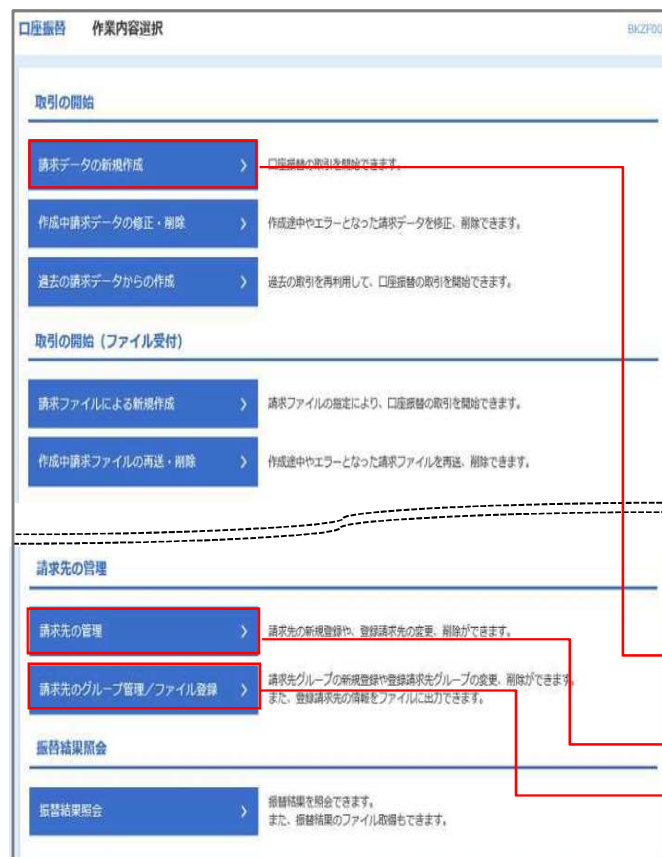 口座振替 作業内容選択 BKZF00
取引の開始
請求データの新規作成 口座振替の取引を開始できます。
作成中請求データの修正・削除 作成途中やエラーとなった請求データを修正、削除できます。
過去の請求データからの作成 過去の取引を再利用して、口座振替の取引を開始できます。
取引の開始（ファイル受付）
請求ファイルによる新規作成 請求ファイルの指定により、口座振替の取引を開始できます。
作成中請求ファイルの再送・削除 作成途中やエラーとなった請求ファイルを再送、削除できます。
請求先の管理
請求先の管理 請求先の新規登録や、登録請求先の変更、削除ができます。
請求先のグループ管理／ファイル登録 請求先グループの新規登録や登録請求先グループの変更、削除ができます。
また、登録請求先の情報をファイルに出力できます。
振替結果照会
振替結果照会 振替結果を照会できます。
また、振替結果のファイル取得もできます。